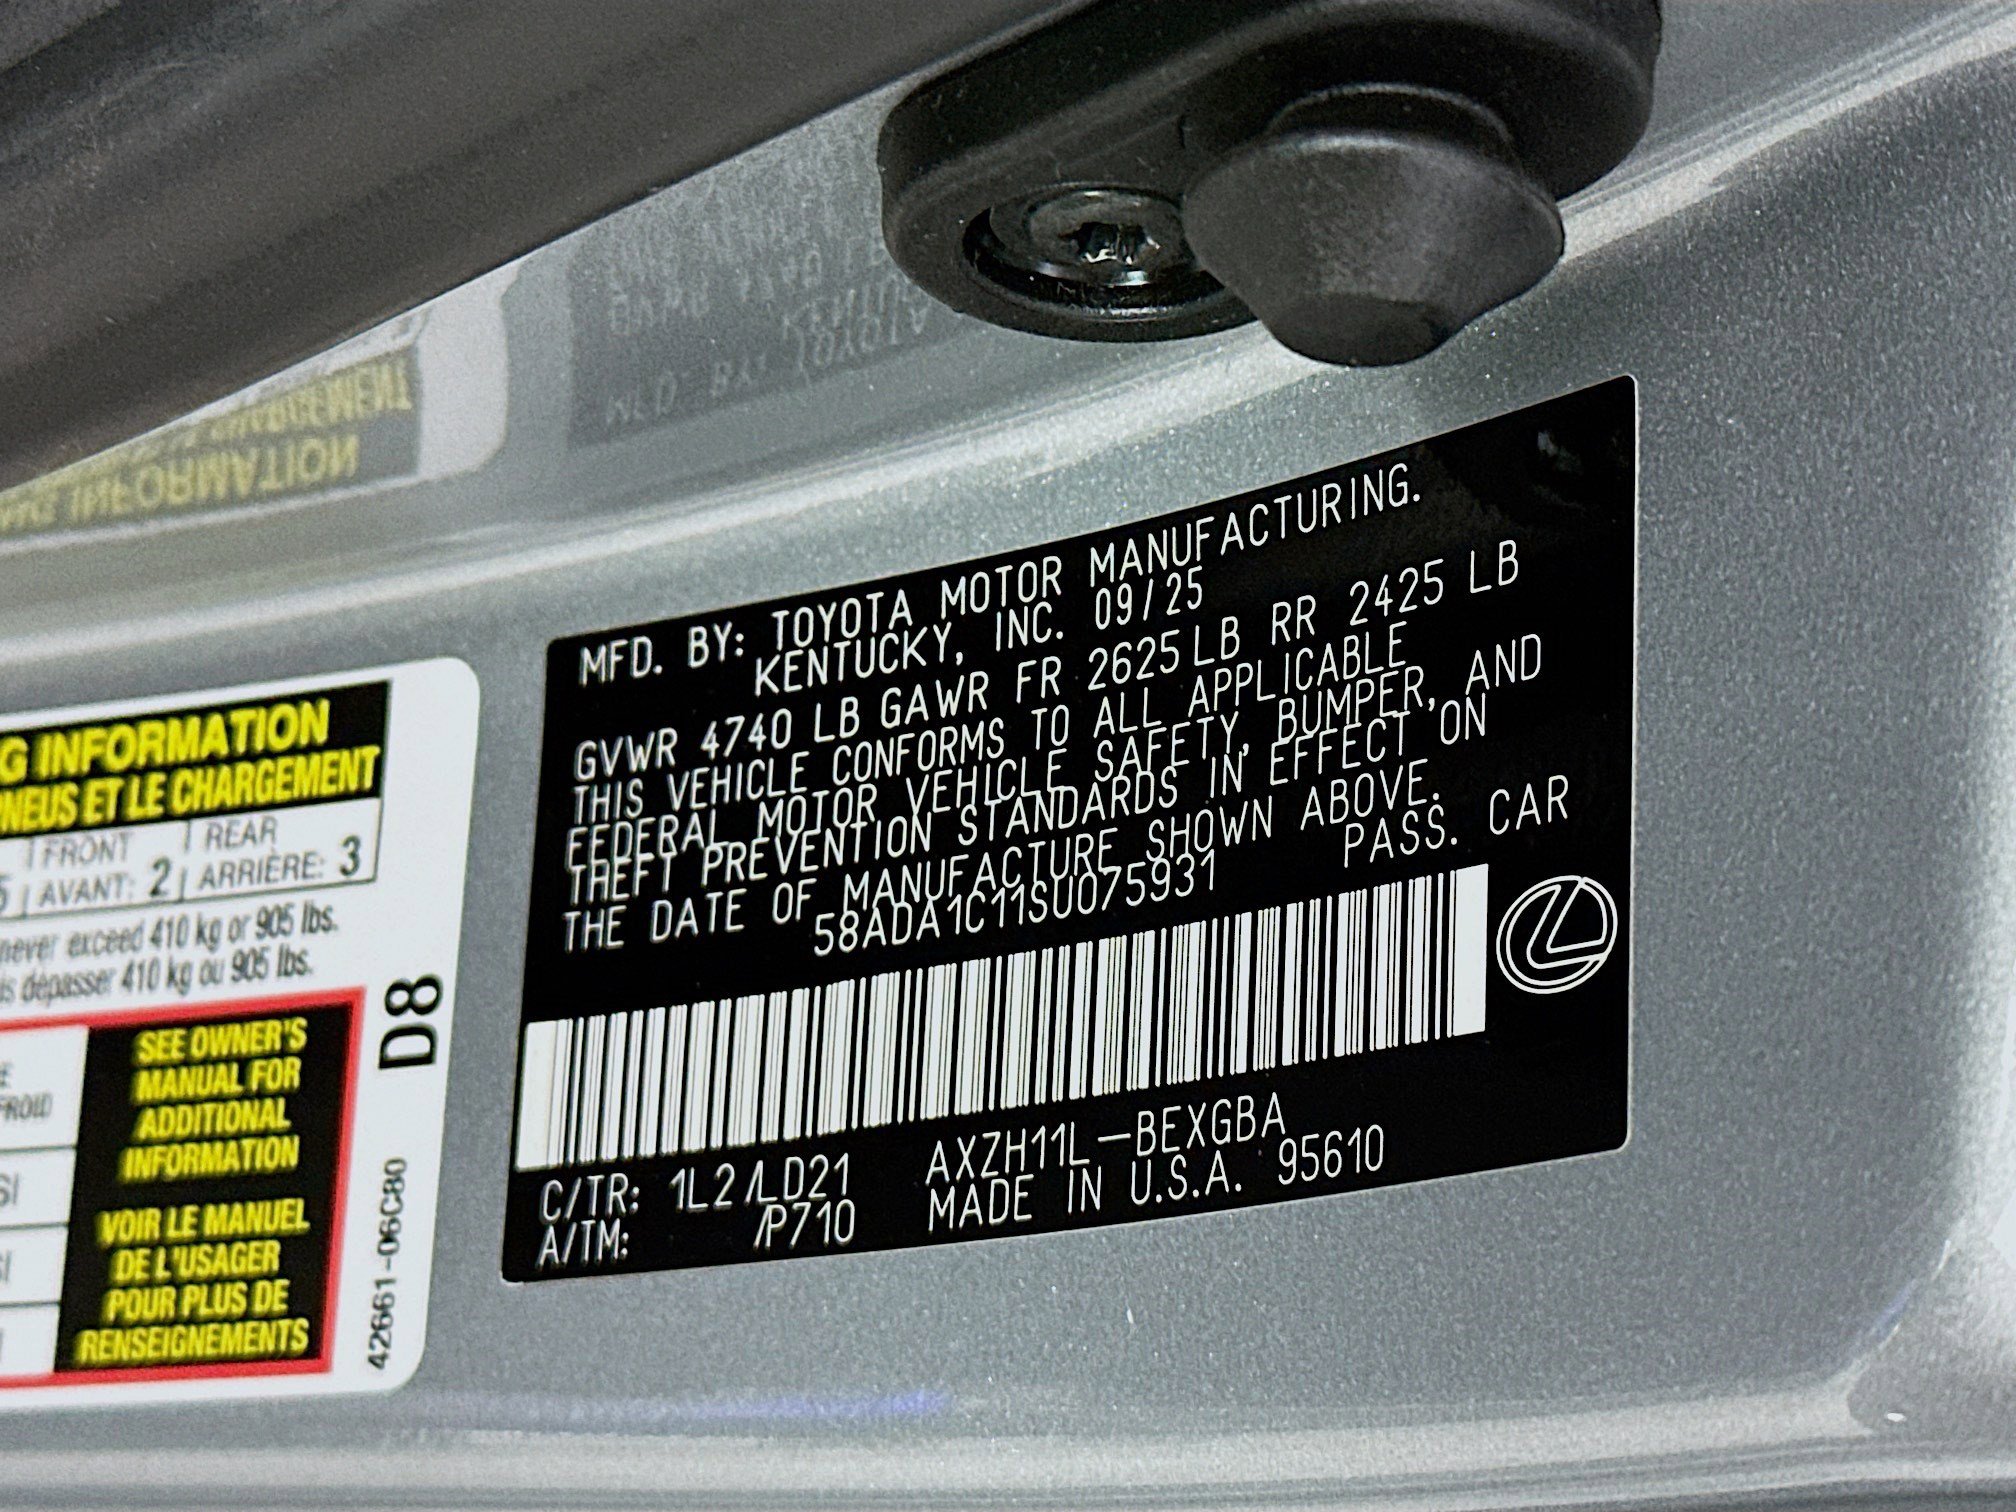 G INFORMATION
PNEUS ET LE CHARGEMENT
5 FRONT AVANT: 2 REAR ARRIÈRE: 3
never exceed 410 kg or 905 lbs.
is dépasser 410 kg ou 905 lbs.
FROID
SEE OWNER'S
MANUAL FOR
ADDITIONAL
INFORMATION
VOIR LE MANUEL
DE L'USAGER
POUR PLUS DE
RENSEIGNEMENTS
D8
42661-06C80
MFD. BY: TOYOTA MOTOR MANUFACTURING.
KENTUCKY, INC. 09/25
GVWR 4740 LB GAWR FR 2625 LB RR 2425 LB
THIS VEHICLE CONFORMS TO ALL APPLICABLE
FEDERAL MOTOR VEHICLE SAFETY, BUMPER, AND
THEFT PREVENTION STANDARDS IN EFFECT ON
THE DATE OF MANUFACTURE SHOWN ABOVE.
58ADA1C11SU075931 PASS. CAR
C/TR: 1L2 /LD21 AXZH11L-BEXGBA
A/TM: /P710 MADE IN U.S.A. 95610